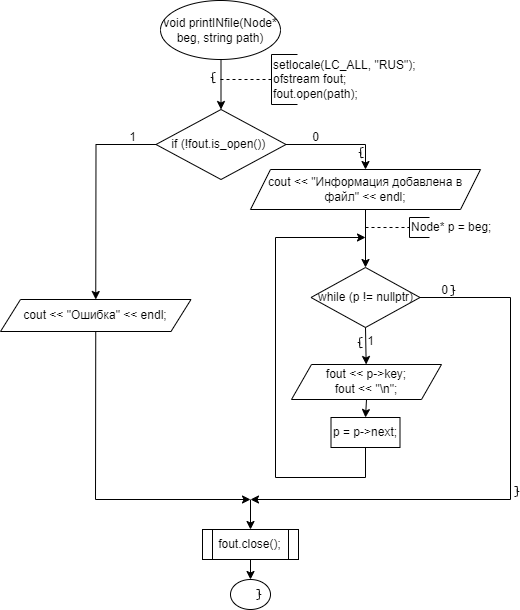 void printINfile(Node*
beg, string path)
{
setlocale(LC_ALL, "RUS");
ofstream fout;
fout.open(path);
1
if (!fout.is_open())
0
{
cout << "Информация добавлена в
файл" << endl;
Node* p = beg;
while (p != nullptr)
0 }
cout << "Ошибка" << endl;
{ 1
fout << p->key;
fout << "\n";
p = p->next;
}
fout.close();
}